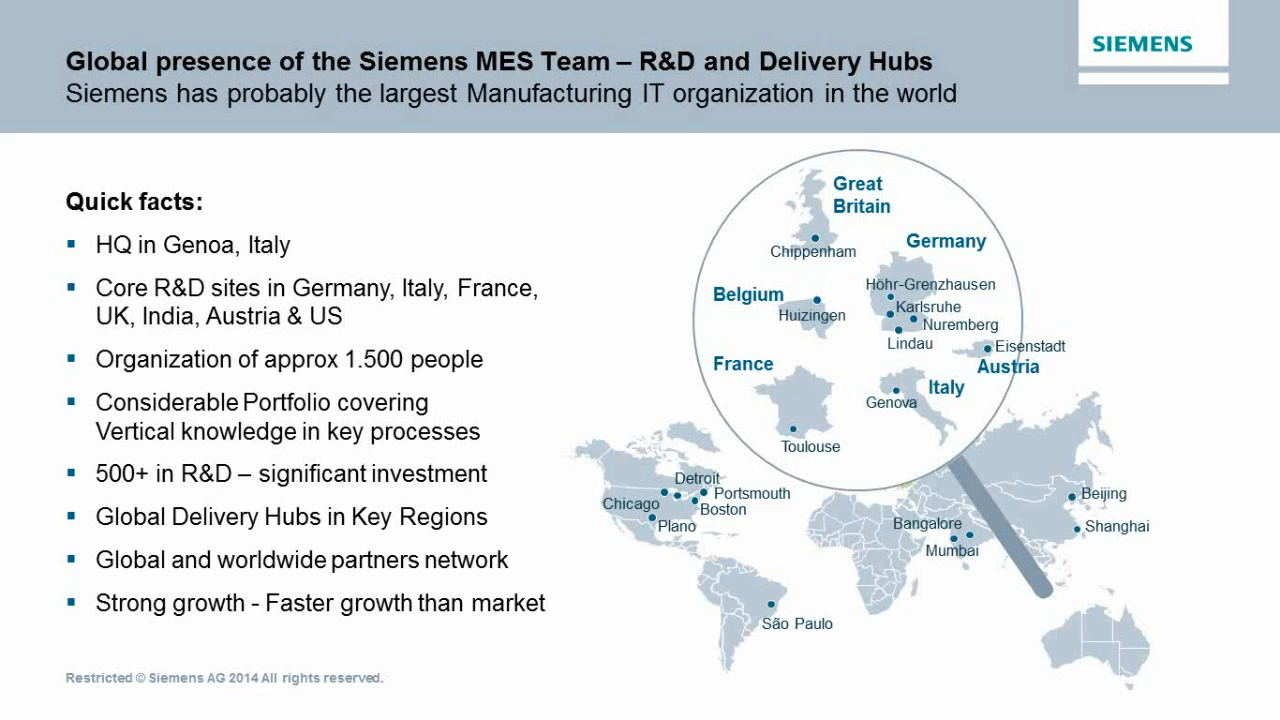 SIEMENS
Global presence of the Siemens MES Team – R&D and Delivery Hubs
Siemens has probably the largest Manufacturing IT organization in the world
Quick facts:
▪ HQ in Genoa, Italy
▪ Core R&D sites in Germany, Italy, France,
UK, India, Austria & US
▪ Organization of approx 1.500 people
▪ Considerable Portfolio covering
Vertical knowledge in key processes
▪ 500+ in R&D – significant investment
▪ Global Delivery Hubs in Key Regions
▪ Global and worldwide partners network
▪ Strong growth - Faster growth than market
Great
Britain
Chippenham
Germany
Höhr-Grenzhausen
Karlsruhe
Nuremberg
Lindau
Belgium
Huizingen
Eisenstadt
Austria
France
Toulouse
Italy
Genova
Detroit
Chicago
Portsmouth
Boston
Plano
São Paulo
Bangalore
Mumbai
Beijing
Shanghai
Restricted © Siemens AG 2014 All rights reserved.